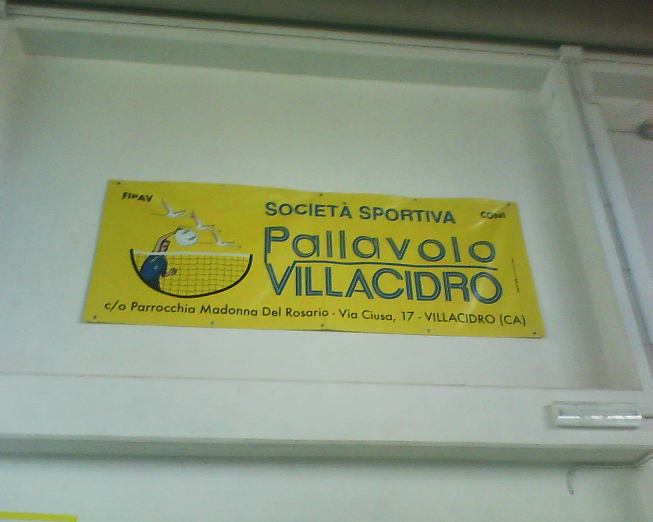 FIPAV
SOCIETÀ SPORTIVA
CONI
Pallavolo
VILLACIDRO
c/o Parrocchia Madonna Del Rosario - Via Ciusa, 17 - VILLACIDRO (CA)